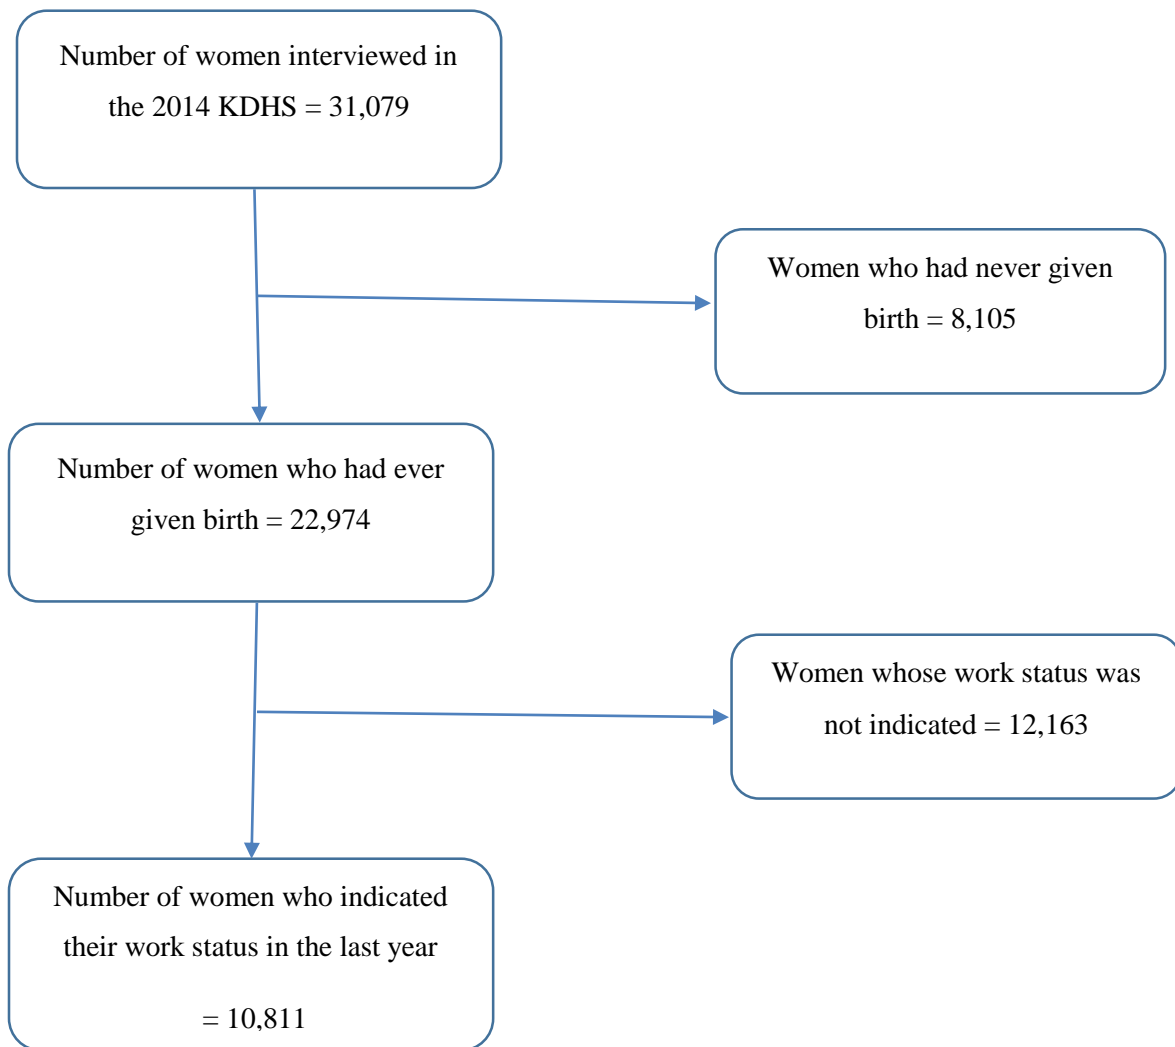 Number of women interviewed in
the 2014 KDHS = 31,079
Women who had never given
birth = 8,105
Number of women who had ever
given birth = 22,974
Women whose work status was
not indicated = 12,163
Number of women who indicated
their work status in the last year
= 10,811